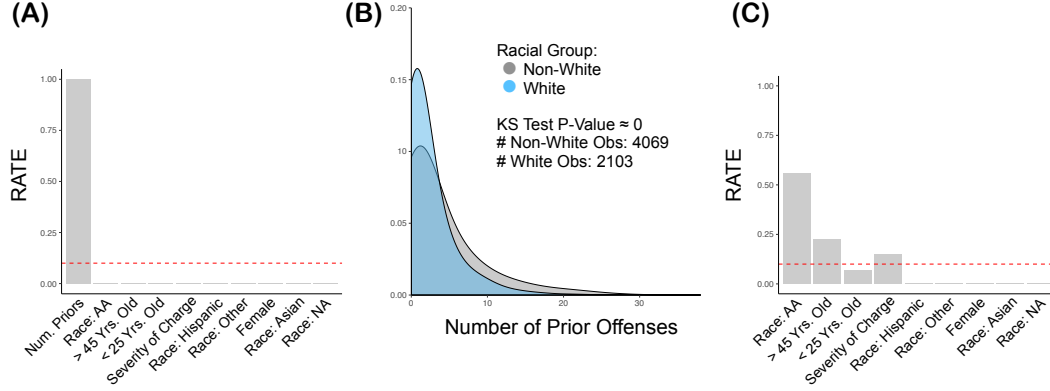 (A)
RATE
1.00
0.75
0.50
0.25
0.00
Num. Priors
Race: AA
> 45 Yrs. Old
< 25 Yrs. Old
Severity of Charge
Race: Hispanic
Race: Other
Female
Race: Asian
Race: NA
(B)
0.20
0.15
.10
0.05
0.00
0
10
20
30
Number of Prior Offenses
Racial Group:
Non-White
White
KS Test P-Value ≈ 0
# Non-White Obs: 4069
# White Obs: 2103
(C)
RATE
1.00
0.75
0.50
0.25
0.00
Race: AA
> 45 Yrs. Old
< 25 Yrs. Old
Severity of Charge
Race: Hispanic
Race: Other
Female
Race: Asian
Race: NA